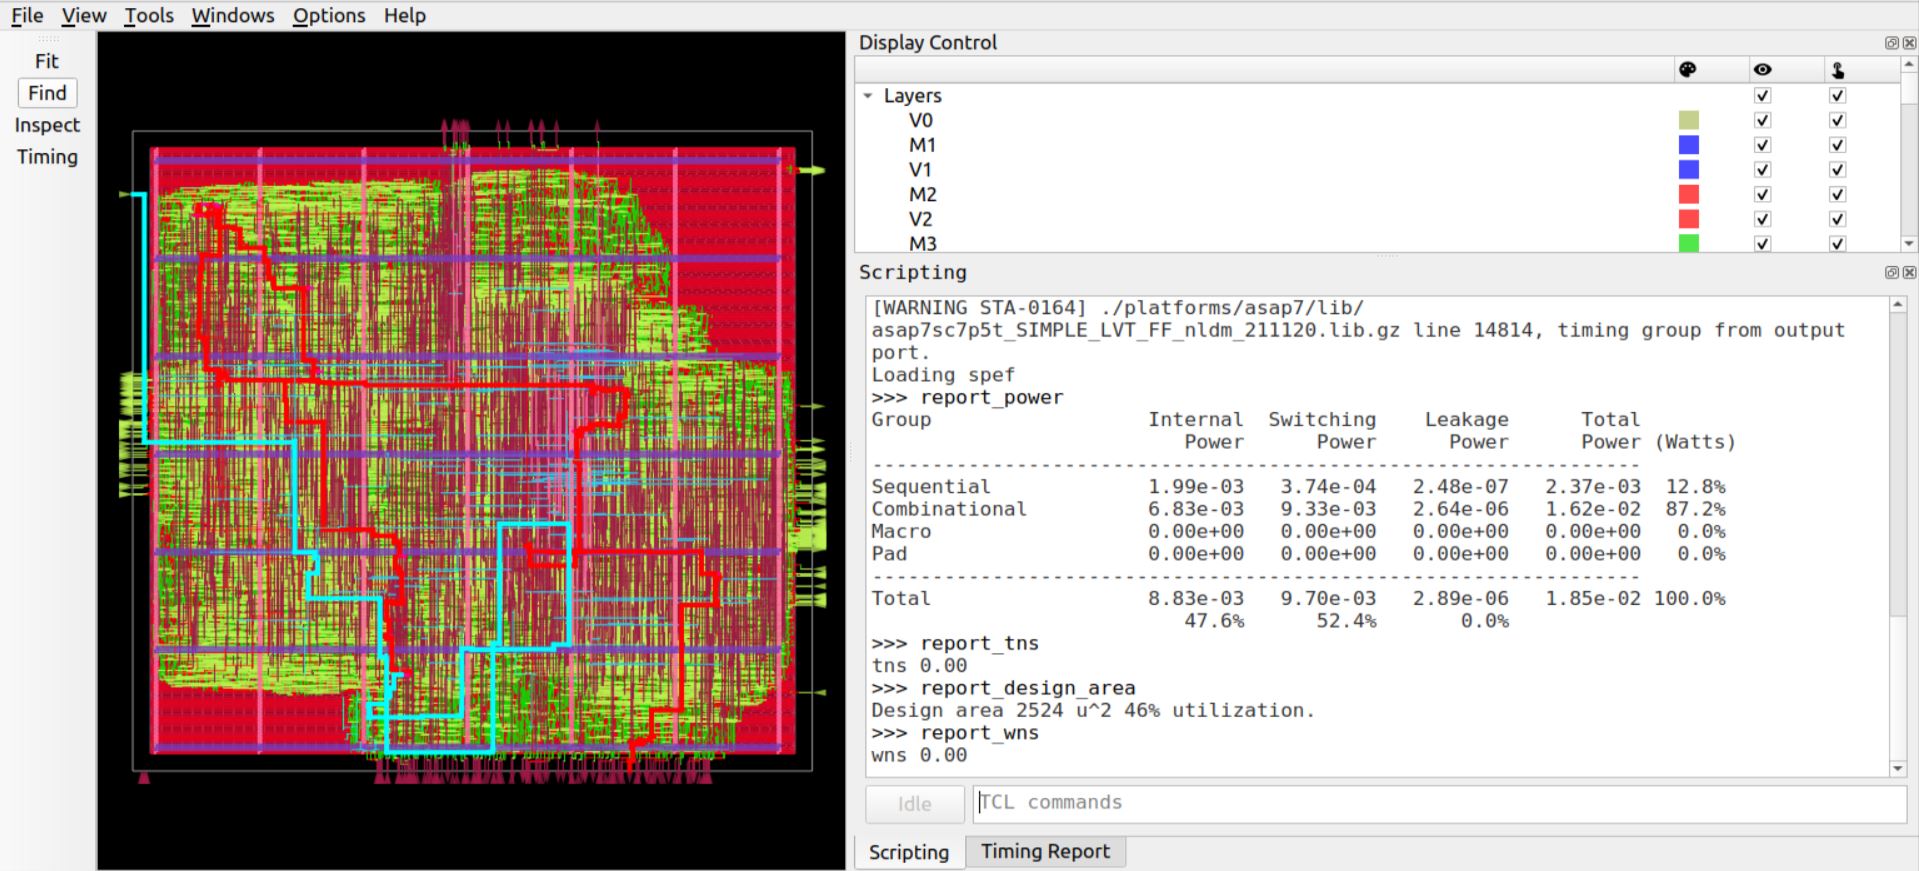 File View Tools Windows Options Help
Fit
Find
Inspect
Timing
Display Control
Layers
V0
M1
V1
M2
V2
M3
Scripting
[WARNING STA-0164] ./platforms/asap7/lib/
asap7sc7p5t_SIMPLE_LVT_FF_nldm_211120.lib.gz line 14814, timing group from output
port.
Loading spef
>>> report_power
Group Internal Switching Leakage Total
Power Power Power Power (Watts)
----------------------------------------------------------------
Sequential 1.99e-03 3.74e-04 2.48e-07 2.37e-03 12.8%
Combinational 6.83e-03 9.33e-03 2.64e-06 1.62e-02 87.2%
Macro 0.00e+00 0.00e+00 0.00e+00 0.00e+00 0.0%
Pad 0.00e+00 0.00e+00 0.00e+00 0.00e+00 0.0%
----------------------------------------------------------------
Total 8.83e-03 9.70e-03 2.89e-06 1.85e-02 100.0%
47.6% 52.4% 0.0%
>>> report_tns
tns 0.00
>>> report_design_area
Design area 2524 u^2 46% utilization.
>>> report_wns
wns 0.00
Idle
TCL commands
Scripting
Timing Report